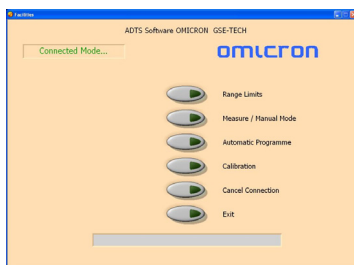 Facilities
ADTS Software OMICRON GSE-TECH
Connected Mode...
omicron
Range Limits
Measure / Manual Mode
Automatic Programme
Calibration
Cancel Connection
Exit